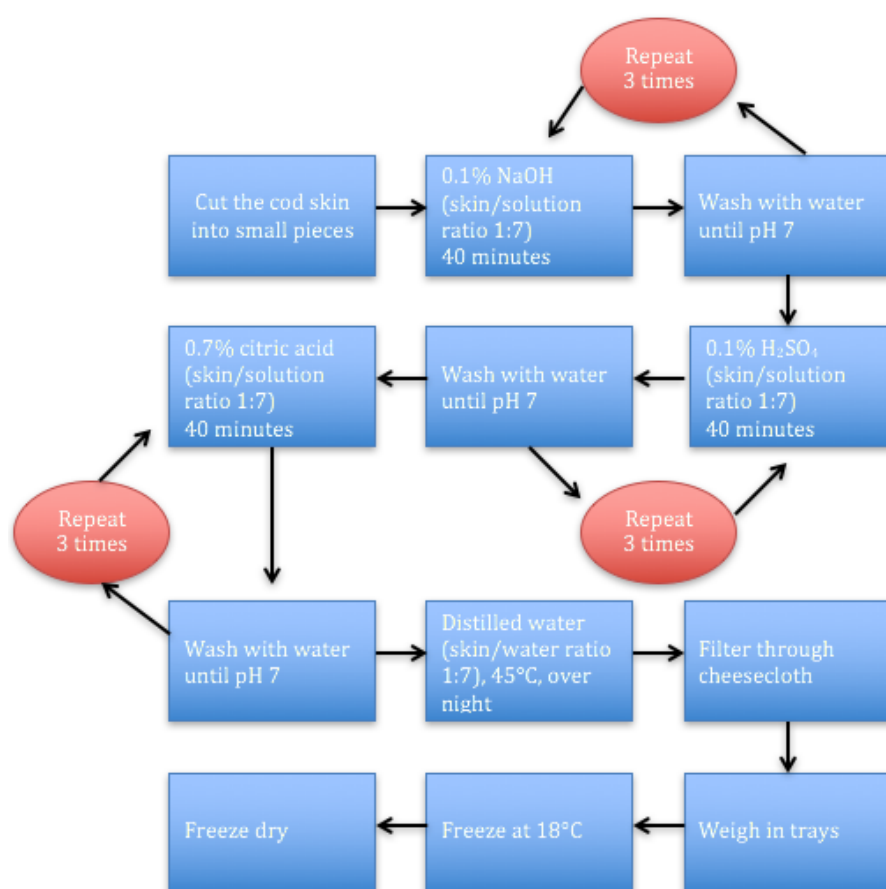 Repeat
3 times
Cut the cod skin
into small pieces
0.1% NaOH
(skin/solution
ratio 1:7)
40 minutes
Wash with water
until pH 7
0.7% citric acid
(skin/solution
ratio 1:7)
40 minutes
Wash with water
until pH 7
0.1% H₂SO₄
(skin/solution
ratio 1:7)
40 minutes
Repeat
3 times
Repeat
3 times
Wash with water
until pH 7
Distilled water
(skin/water ratio
1:7), 45°C, over
night
Filter through
cheesecloth
Freeze dry
Freeze at 18°C
Weigh in trays